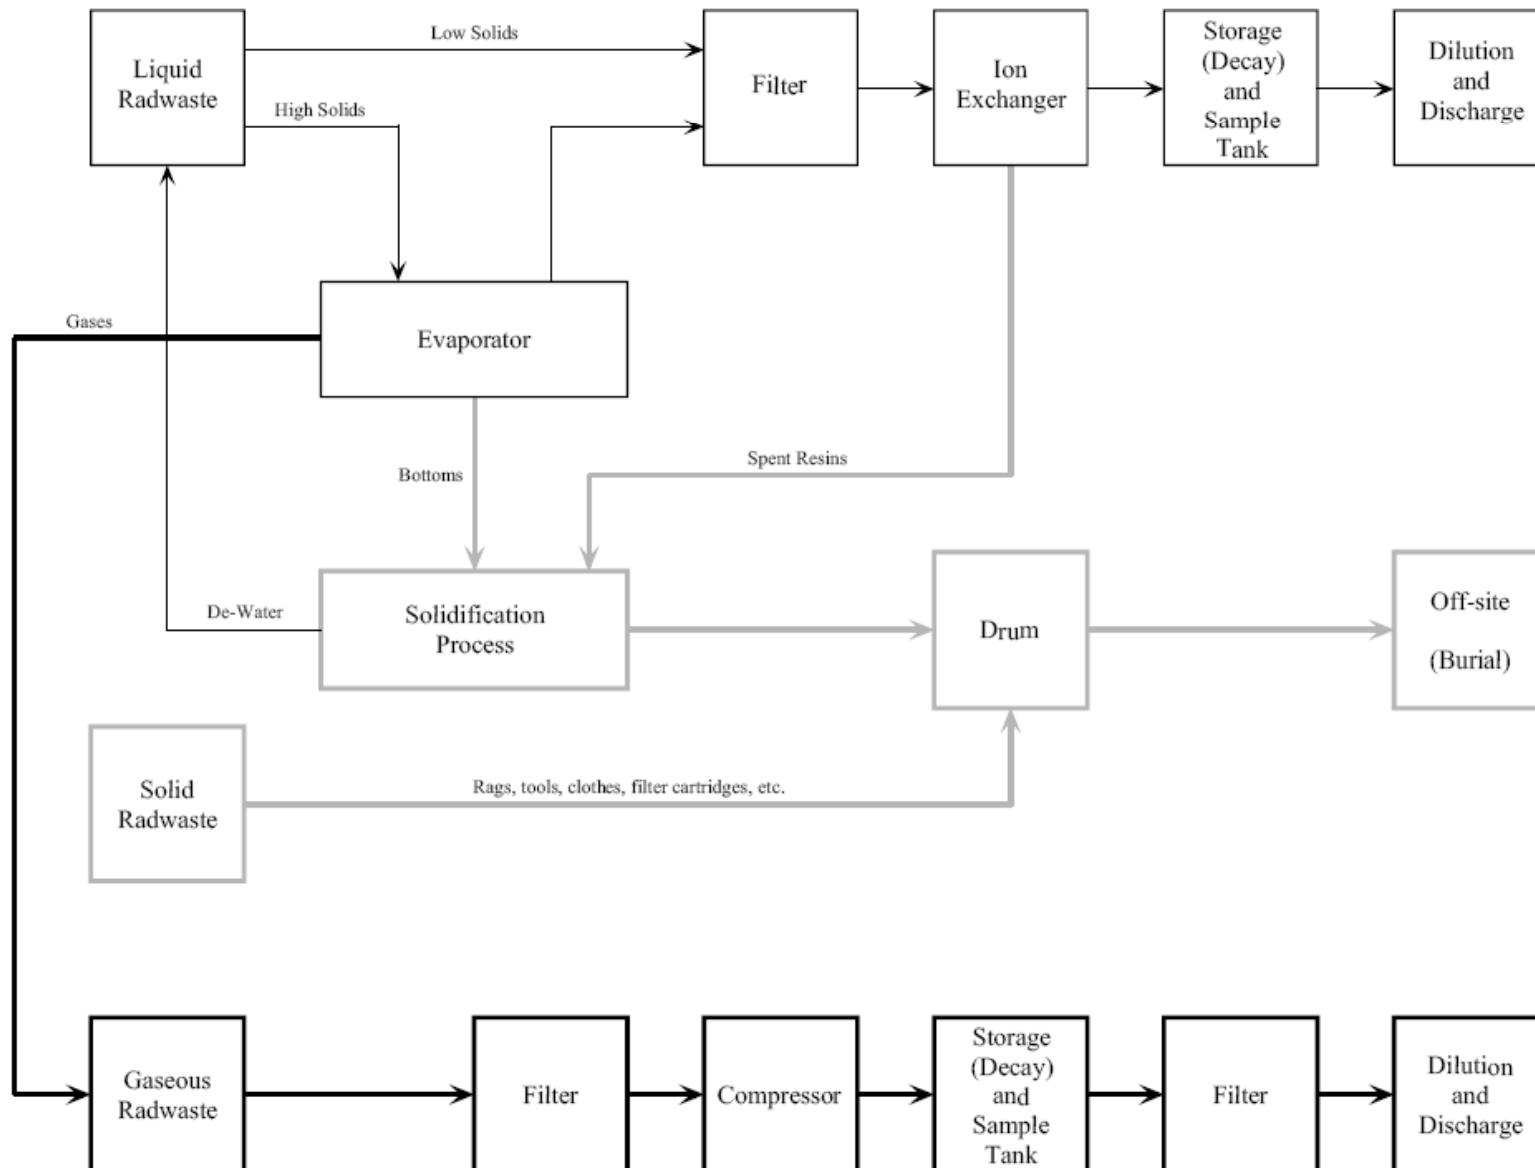 Liquid
Radwaste
Low Solids
High Solids
Filter
Ion
Exchanger
Storage
(Decay)
and
Sample
Tank
Dilution
and
Discharge
Gases
Evaporator
Bottoms
Spent Resins
De-Water
Solidification
Process
Drum
Off-site
(Burial)
Solid
Radwaste
Rags, tools, clothes, filter cartridges, etc.
Gaseous
Radwaste
Filter
Compressor
Storage
(Decay)
and
Sample
Tank
Filter
Dilution
and
Discharge